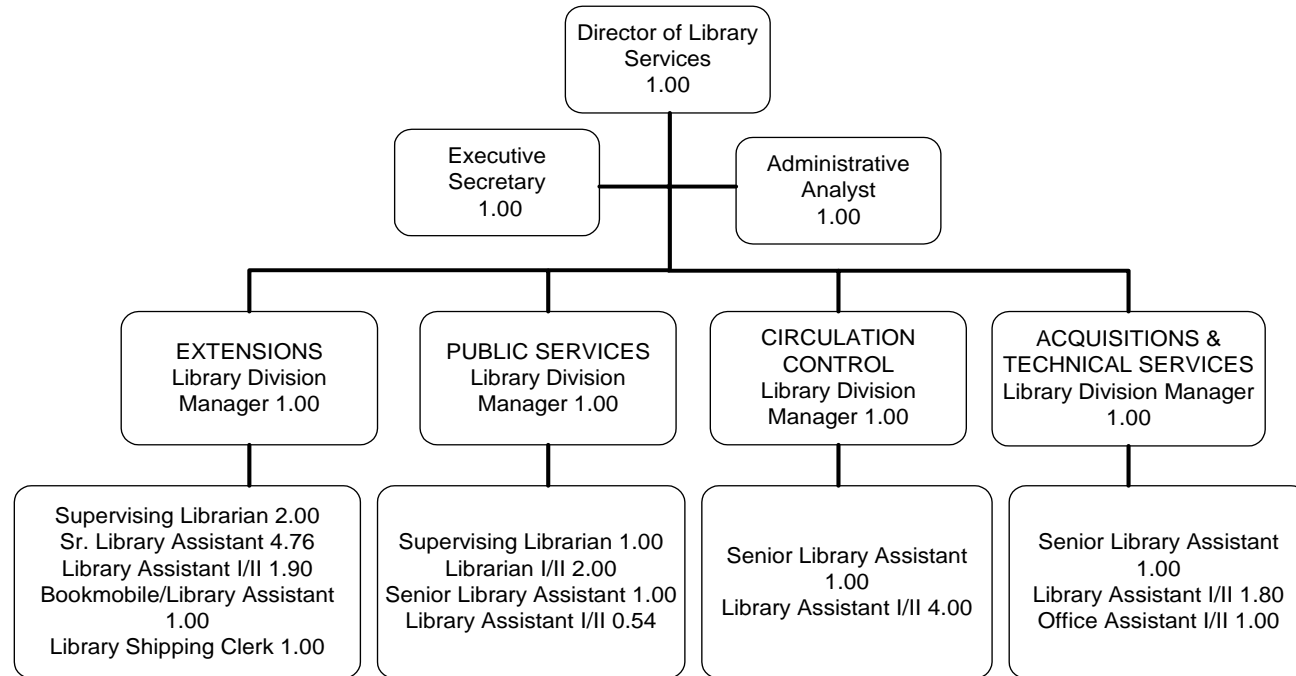 Director of Library
Services
1.00
Executive
Secretary
1.00
Administrative
Analyst
1.00
EXTENSIONS
Library Division
Manager 1.00
PUBLIC SERVICES
Library Division
Manager 1.00
CIRCULATION
CONTROL
Library Division
Manager 1.00
ACQUISITIONS &
TECHNICAL SERVICES
Library Division Manager
1.00
Supervising Librarian 2.00
Sr. Library Assistant 4.76
Library Assistant I/II 1.90
Bookmobile/Library Assistant
1.00
Library Shipping Clerk 1.00
Supervising Librarian 1.00
Librarian I/II 2.00
Senior Library Assistant 1.00
Library Assistant I/II 0.54
Senior Library Assistant
1.00
Library Assistant I/II 4.00
Senior Library Assistant
1.00
Library Assistant I/II 1.80
Office Assistant I/II 1.00